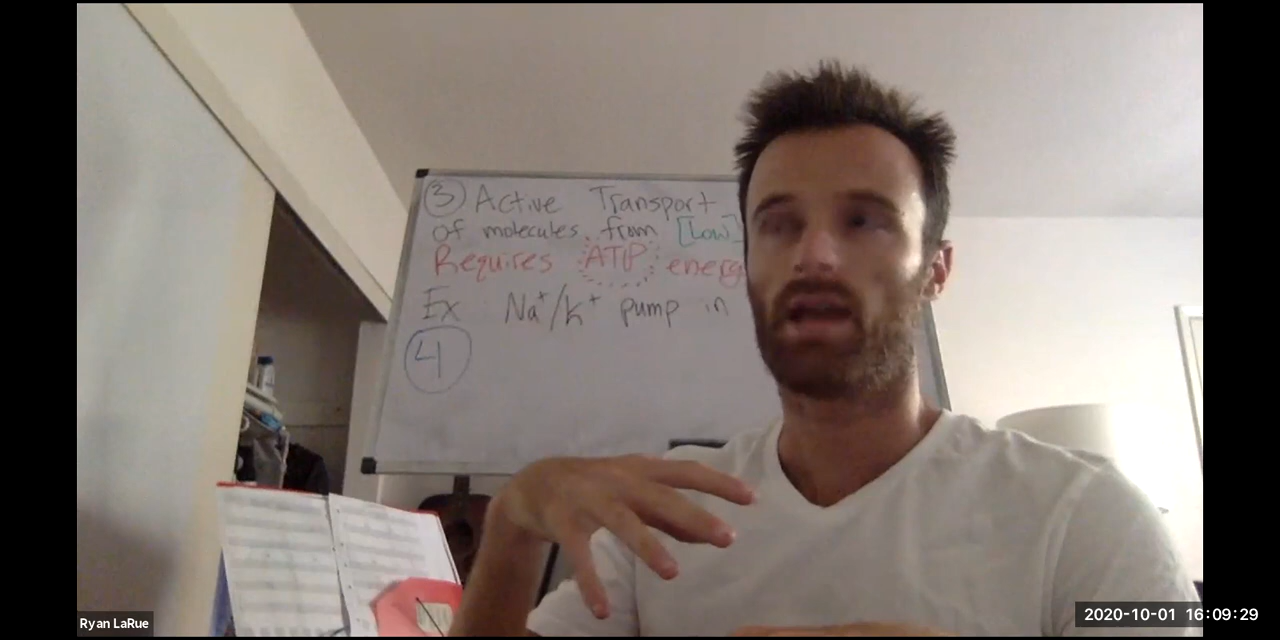 ③ Active Transport
of molecules from [Low]
Requires ATP energ
Ex Na⁺/K⁺ pump in
④
Ryan LaRue
2020-10-01 16:09:29